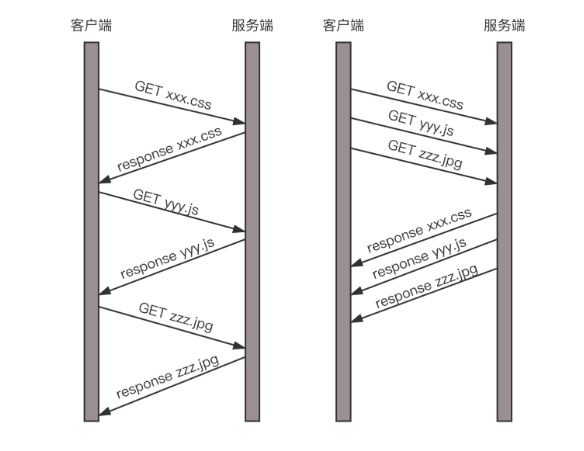 客户端
服务端
GET xxx.css
response xxx.css
GET yyy.js
response yyy.js
GET zzz.jpg
response zzz.jpg
客户端
服务端
GET xxx.css
GET yyy.js
GET zzz.jpg
response xxx.css
response yyy.js
response zzz.jpg